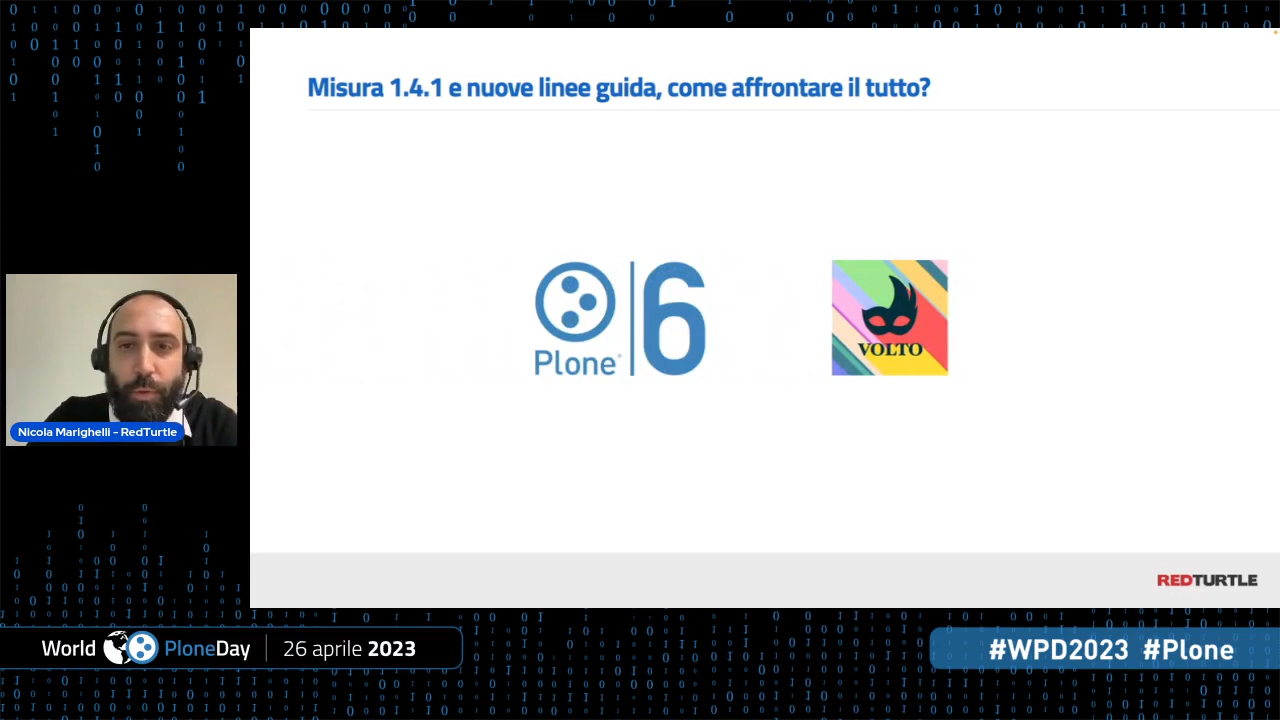 Misura 1.4.1 e nuove linee guida, come affrontare il tutto?
Plone® 6
VOLTO
Nicola Marighelli - RedTurtle
REDTURTLE
World PloneDay 26 aprile 2023
#WPD2023 #Plone